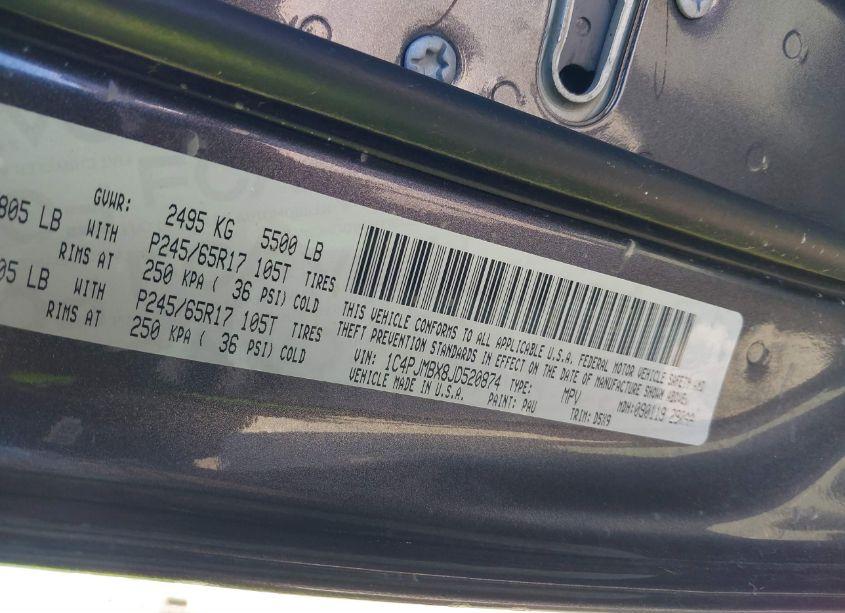 GVWR: 2495 KG 5500 LB
805 LB WITH P245/65R17 105T TIRES
RIMS AT 250 KPA ( 36 PSI) COLD
05 LB WITH P245/65R17 105T TIRES
RIMS AT 250 KPA ( 36 PSI) COLD
THIS VEHICLE CONFORMS TO ALL APPLICABLE U.S.A. FEDERAL MOTOR VEHICLE SAFETY AND
THEFT PREVENTION STANDARDS IN EFFECT ON THE DATE OF MANUFACTURE SHOWN ABOVE.
VIN: 1C4PJMBX8JD520874 TYPE: MPV
VEHICLE MADE IN U.S.A. PAINT: PAU TRIM: D5X9